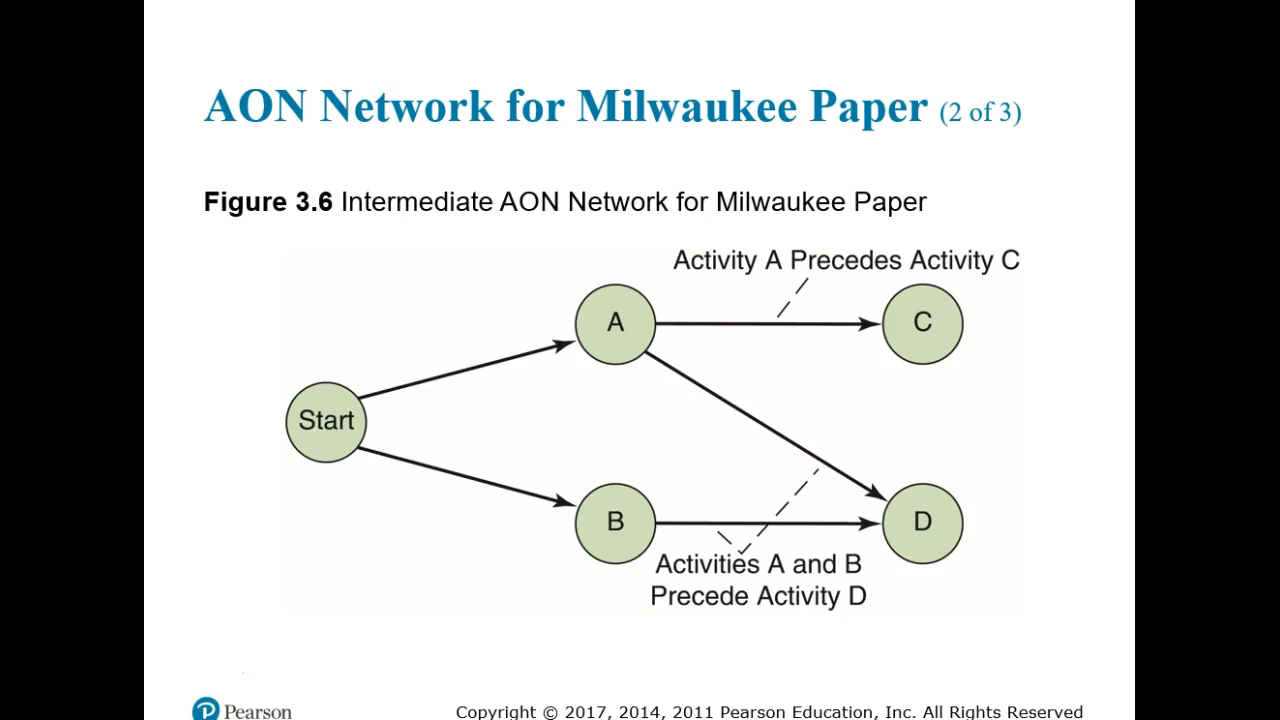 AON Network for Milwaukee Paper (2 of 3)
Figure 3.6 Intermediate AON Network for Milwaukee Paper
Activity A Precedes Activity C
A
C
Start
B
D
Activities A and B
Precede Activity D
Pearson
Copyright © 2017, 2014, 2011 Pearson Education, Inc. All Rights Reserved